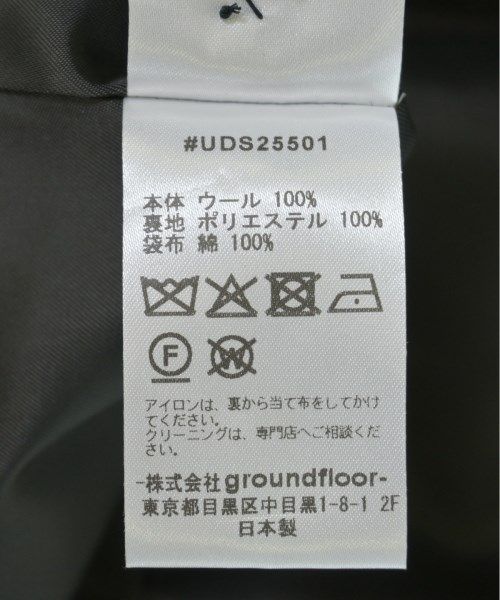 #UDS25501
本体 ウール 100%
裏地 ポリエステル 100%
袋布 綿 100%
F W
アイロンは、裏から当て布をしてかけ
てください。
クリーニングは、専門店へご相談くだ
さい。
-株式会社groundfloor-
東京都目黒区中目黒1-8-1 2F
日本製